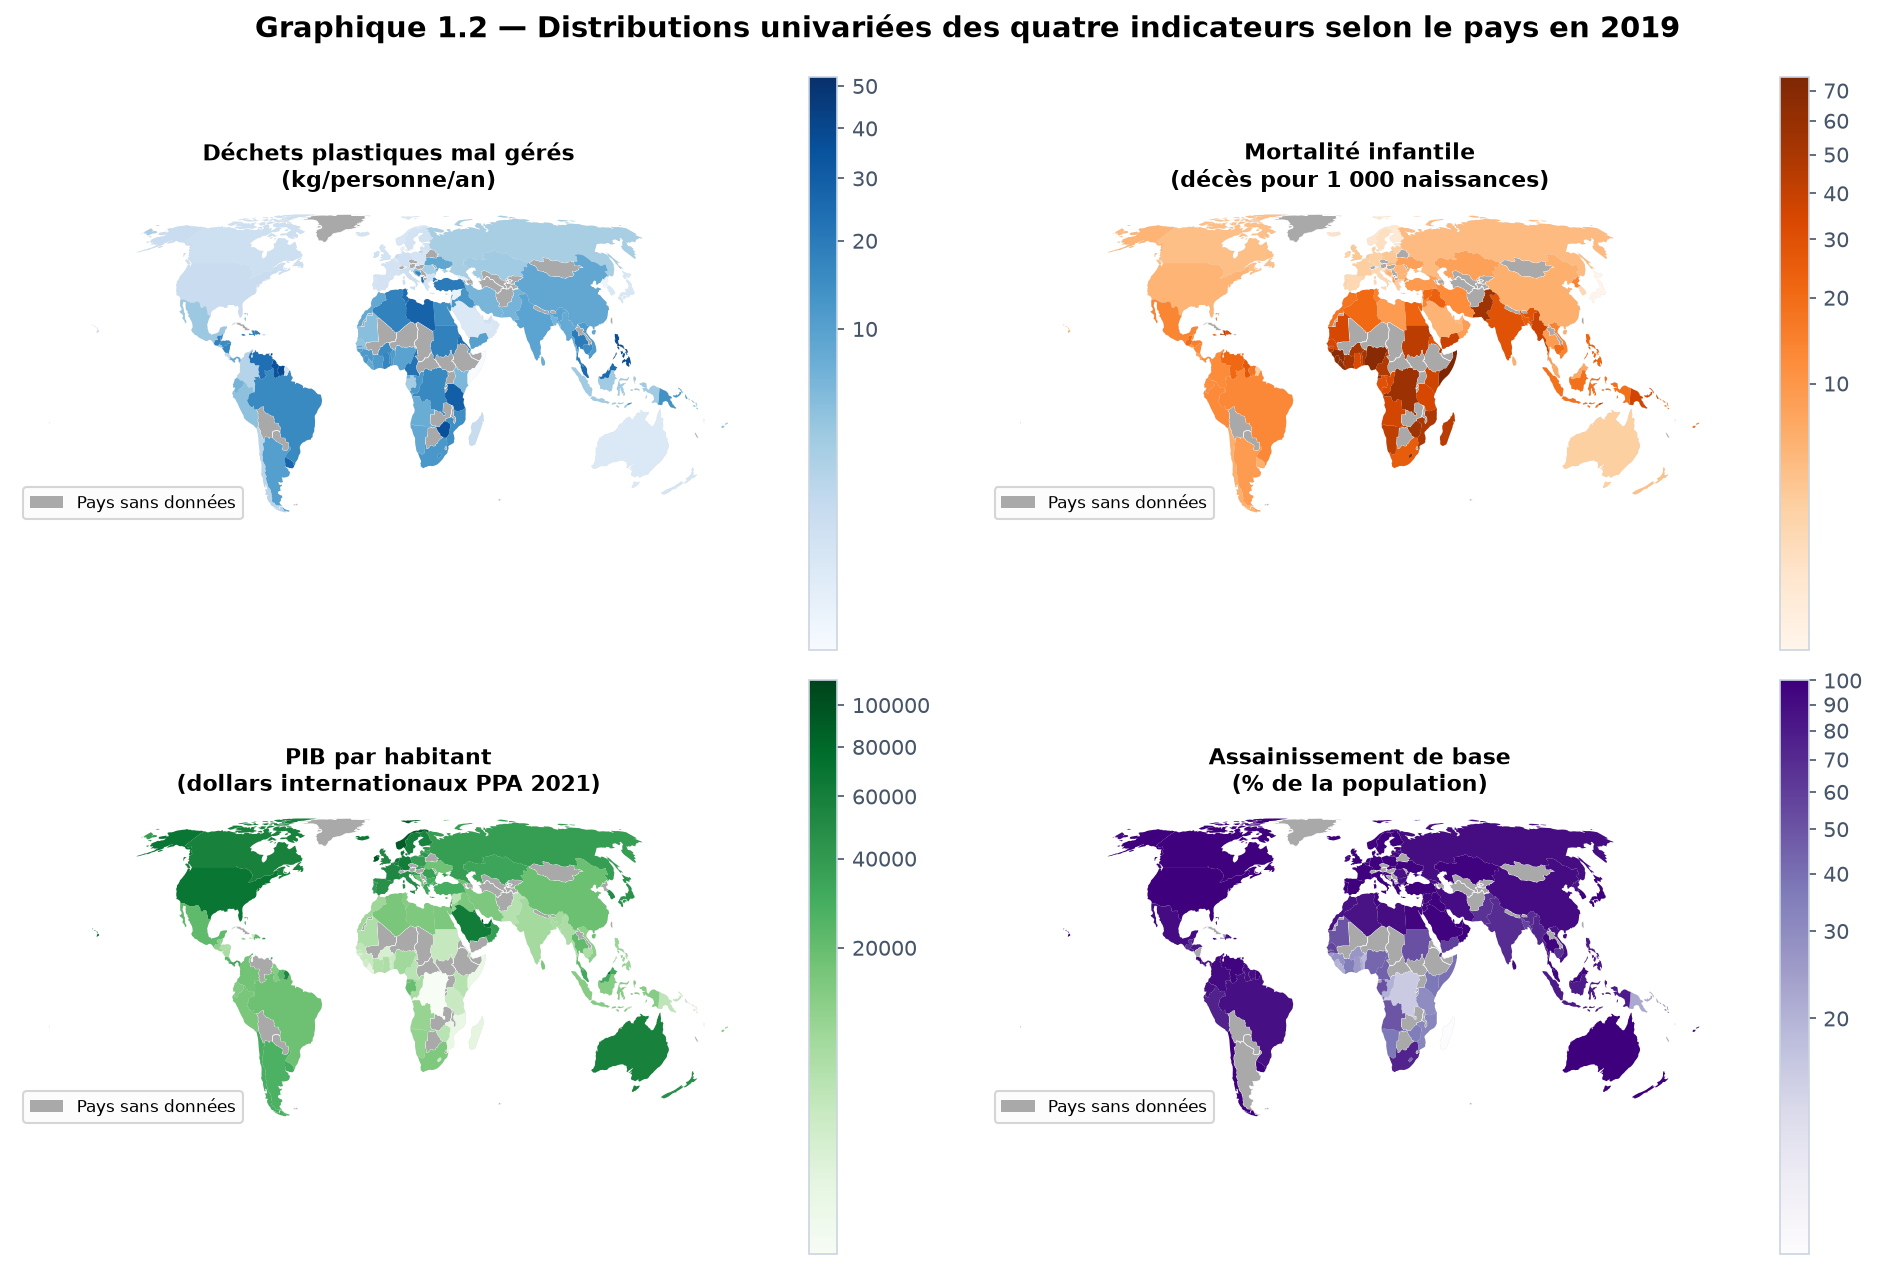 Graphique 1.2 — Distributions univariées des quatre indicateurs selon le pays en 2019
Déchets plastiques mal gérés
(kg/personne/an)
50
40
30
20
10
Pays sans données
Mortalité infantile
(décès pour 1 000 naissances)
70
60
50
40
30
20
10
Pays sans données
PIB par habitant
(dollars internationaux PPA 2021)
100000
80000
60000
40000
20000
Pays sans données
Assainissement de base
(% de la population)
100
90
80
70
60
50
40
30
20
Pays sans données